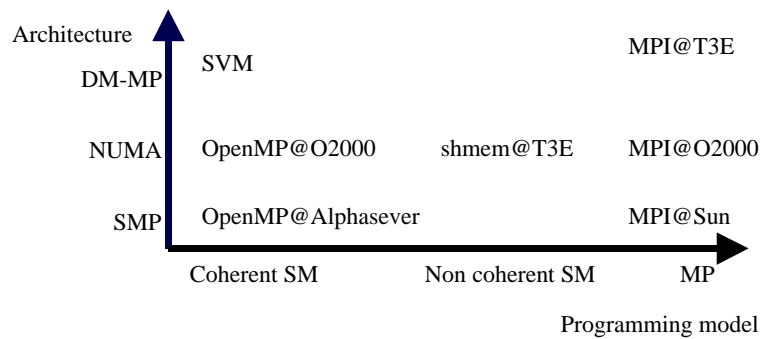 Architecture
MPI@T3E
SVM
DM-MP
NUMA OpenMP@O2000 shmem@T3E MPI@O2000
SMP OpenMP@Alphasever MPI@Sun
Coherent SM Non coherent SM MP
Programming model